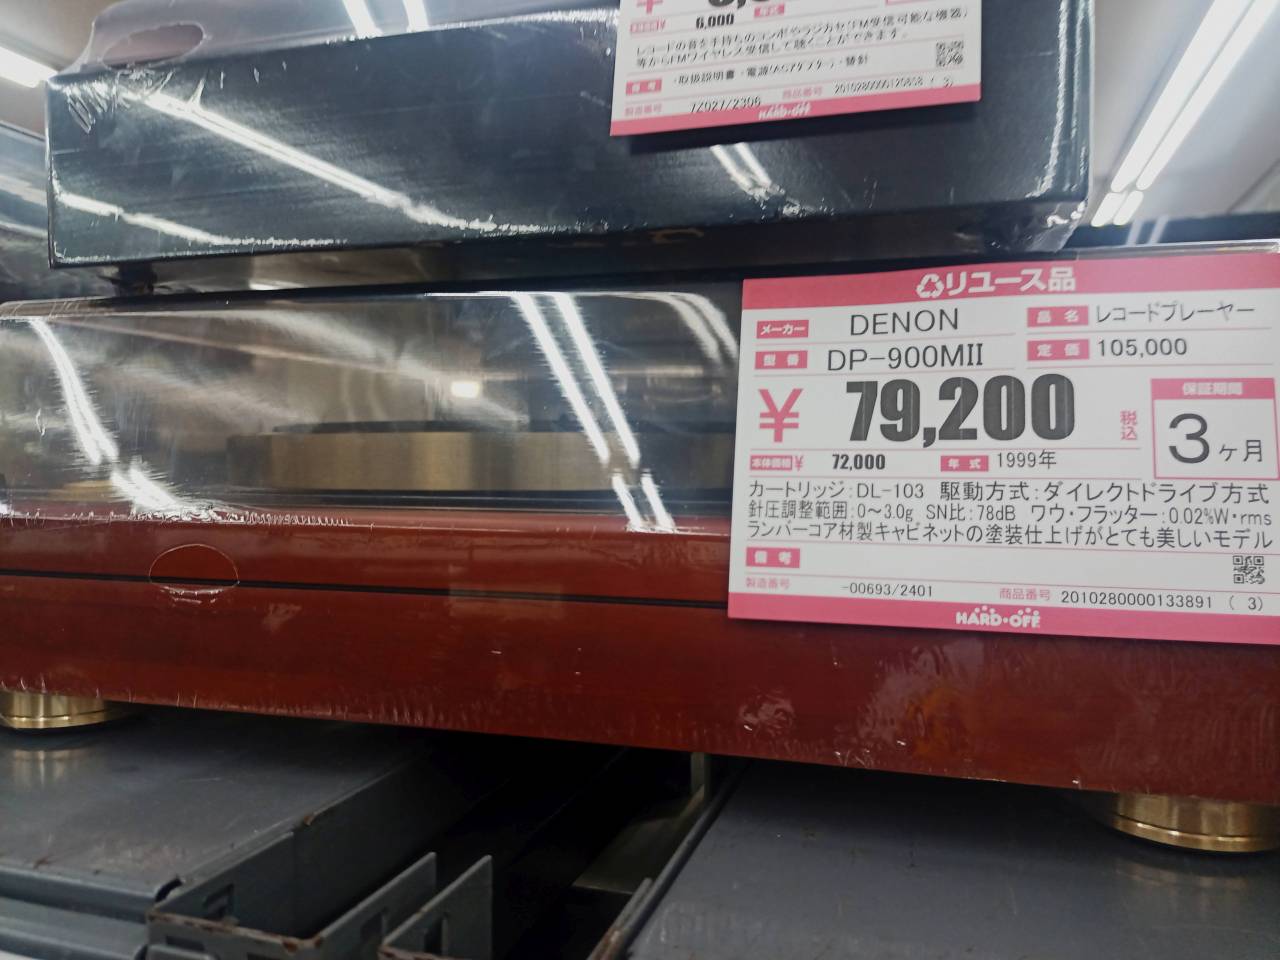 6,000 年式
レコードの音を手持ちのコンポやラジカセ(FM受信可能な機器)
等からFMワイヤレス受信して聴くことができます。
備考 ・取扱説明書・電源(ACアダプター)・替針
製造番号 7Z027/2306 商品番号 2010280000120858 ( 3)
HARD・OFF
リユース品
メーカー DENON 品名 レコードプレーヤー
型番 DP-900MII 定価 105,000
¥ 79,200 税込 保証期間 3ヶ月
本体価格¥ 72,000 年式 1999年
カートリッジ:DL-103 駆動方式:ダイレクトドライブ方式
針圧調整範囲:0～3.0g SN比:78dB ワウ・フラッター:0.02%W・rms
ランバーコア材製キャビネットの塗装仕上げがとても美しいモデル
備考
製造番号 -00693/2401 商品番号 2010280000133891 ( 3)
HARD・OFF